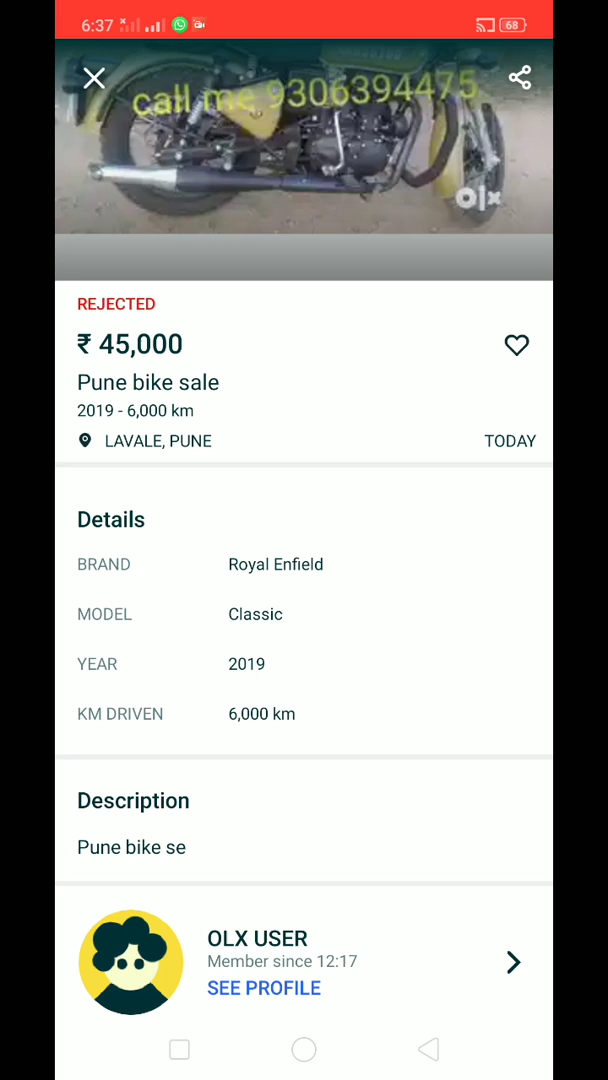 6:37
68
call me 9306394475
olx
REJECTED
₹ 45,000
Pune bike sale
2019 - 6,000 km
LAVALE, PUNE TODAY
Details
BRAND Royal Enfield
MODEL Classic
YEAR 2019
KM DRIVEN 6,000 km
Description
Pune bike se
OLX USER
Member since 12:17
SEE PROFILE